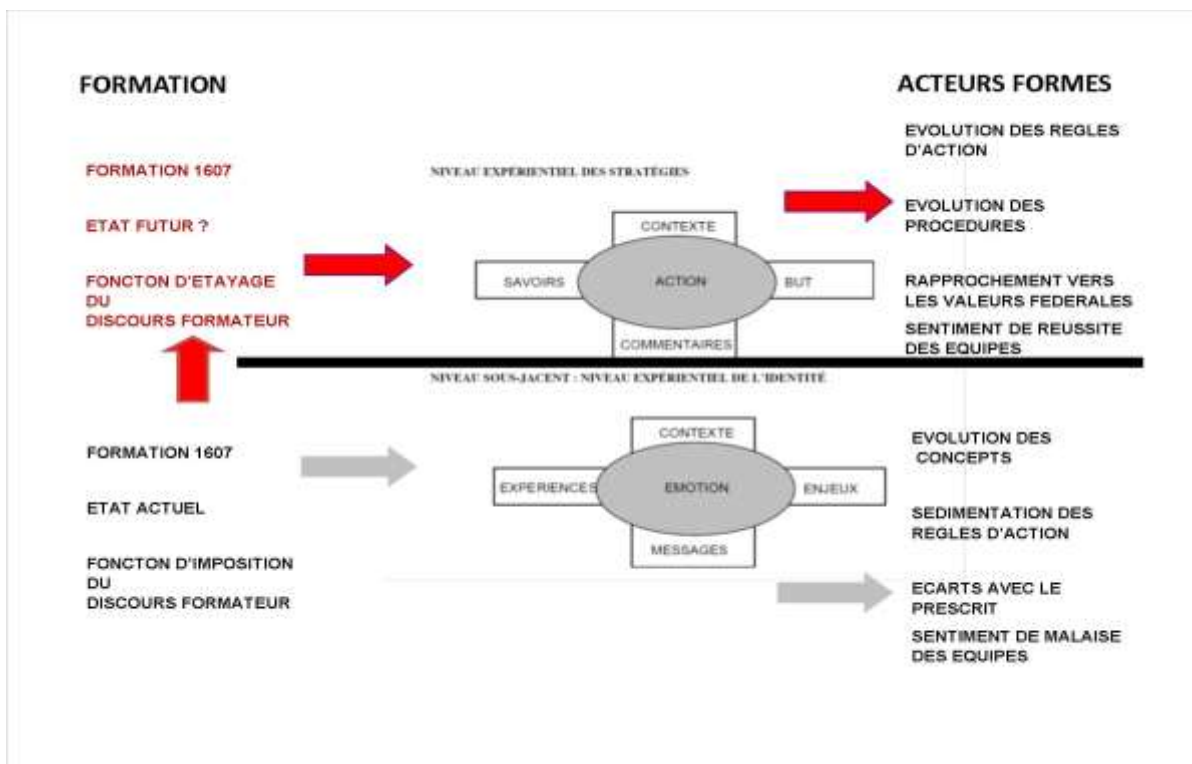 FORMATION
ACTEURS FORMES
FORMATION 1607
ETAT FUTUR ?
FONCTON D'ETAYAGE
DU
DISCOURS FORMATEUR
NIVEAU EXPÉRIENTIEL DES STRATÉGIES
CONTEXTE
SAVOIRS
ACTION
BUT
COMMENTAIRES
EVOLUTION DES REGLES
D'ACTION
EVOLUTION DES
PROCEDURES
RAPPROCHEMENT VERS
LES VALEURS FEDERALES
SENTIMENT DE REUSSITE
DES EQUIPES
NIVEAU SOUS-JACENT : NIVEAU EXPÉRIENTIEL DE L'IDENTITÉ
FORMATION 1607
ETAT ACTUEL
FONCTON D'IMPOSITION
DU
DISCOURS FORMATEUR
CONTEXTE
EXPERIENCES
EMOTION
ENJEUX
MESSAGES
EVOLUTION DES
CONCEPTS
SEDIMENTATION DES
REGLES D'ACTION
ECARTS AVEC LE
PRESCRIT
SENTIMENT DE MALAISE
DES EQUIPES